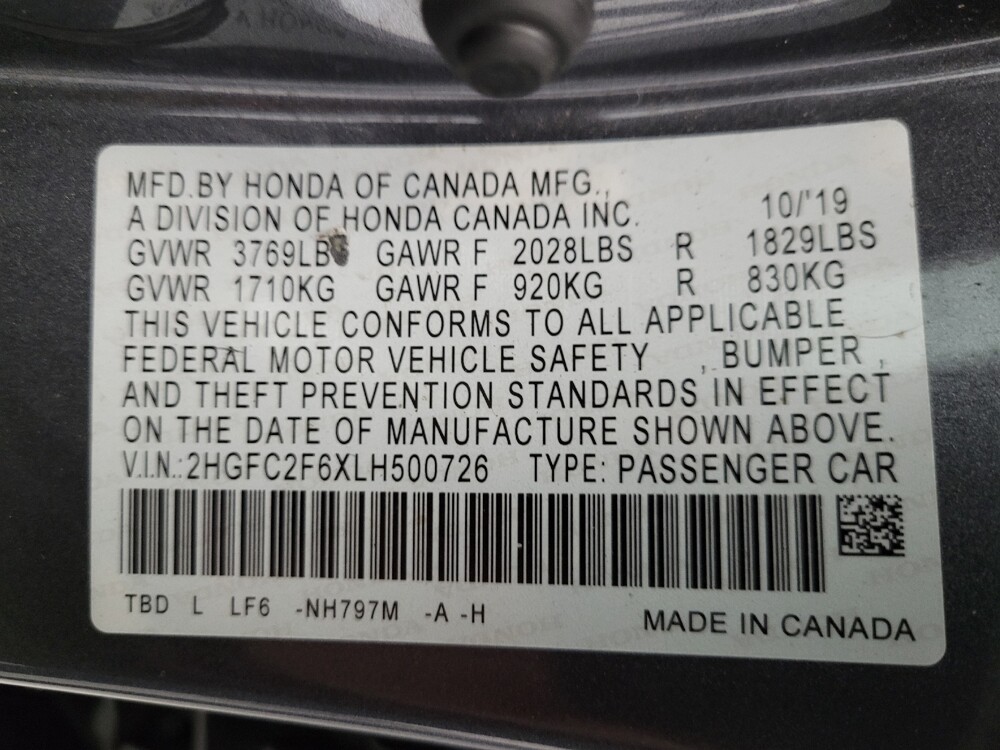 MFD.BY HONDA OF CANADA MFG.,
A DIVISION OF HONDA CANADA INC. 10/'19
GVWR 3769LB GAWR F 2028LBS R 1829LBS
GVWR 1710KG GAWR F 920KG R 830KG
THIS VEHICLE CONFORMS TO ALL APPLICABLE
FEDERAL MOTOR VEHICLE SAFETY , BUMPER ,
AND THEFT PREVENTION STANDARDS IN EFFECT
ON THE DATE OF MANUFACTURE SHOWN ABOVE.
V.I.N.:2HGFC2F6XLH500726 TYPE: PASSENGER CAR
TBD L LF6 -NH797M -A -H MADE IN CANADA